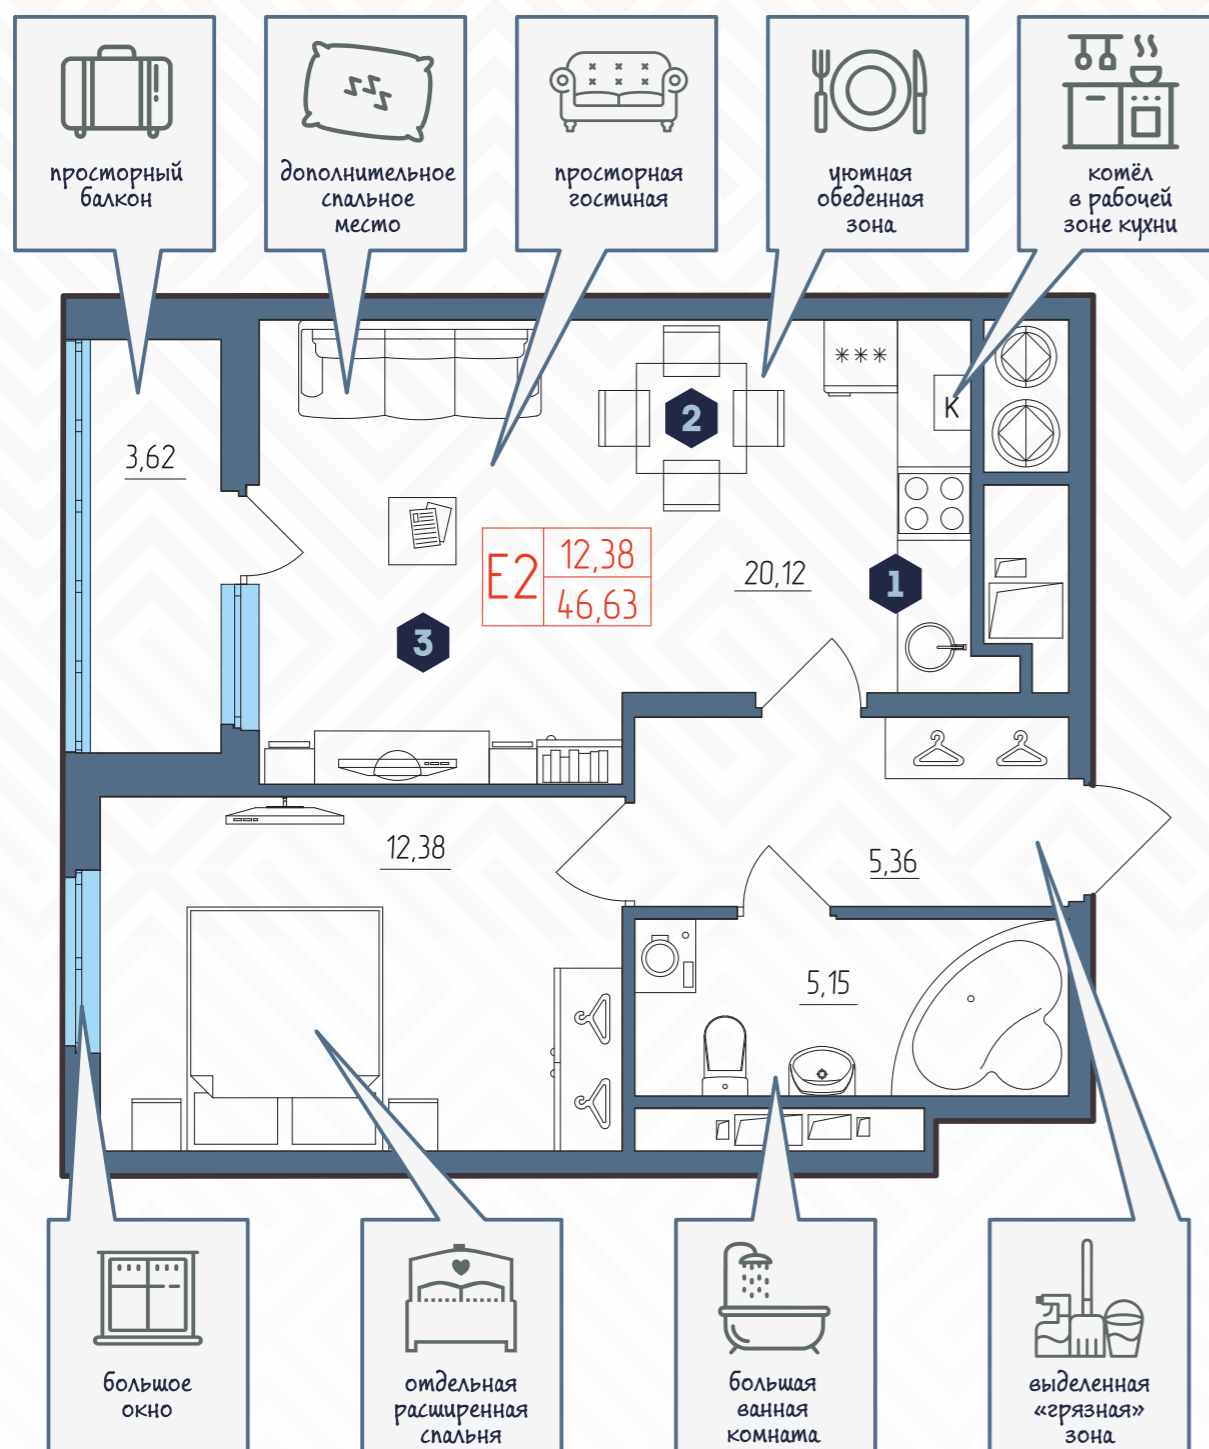 просторный
балкон
дополнительное
спальное
место
просторная
гостиная
уютная
обеденная
зона
котёл
в рабочей
зоне кухни
***
К
2
3,62
Е2
12,38
46,63
20,12
1
3
12,38
5,36
5,15
большое
окно
отдельная
расширенная
спальня
большая
ванная
комната
выделенная
«грязная»
зона